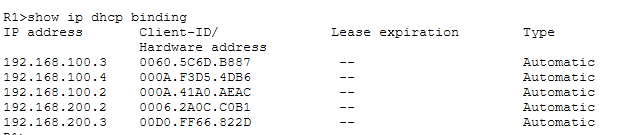 R1>show ip dhcp binding
IP address Client-ID/ Lease expiration Type
Hardware address
192.168.100.3 0060.5C6D.B887 -- Automatic
192.168.100.4 000A.F3D5.4DB6 -- Automatic
192.168.100.2 000A.41A0.AEAC -- Automatic
192.168.200.2 0006.2A0C.C0B1 -- Automatic
192.168.200.3 00D0.FF66.822D -- Automatic